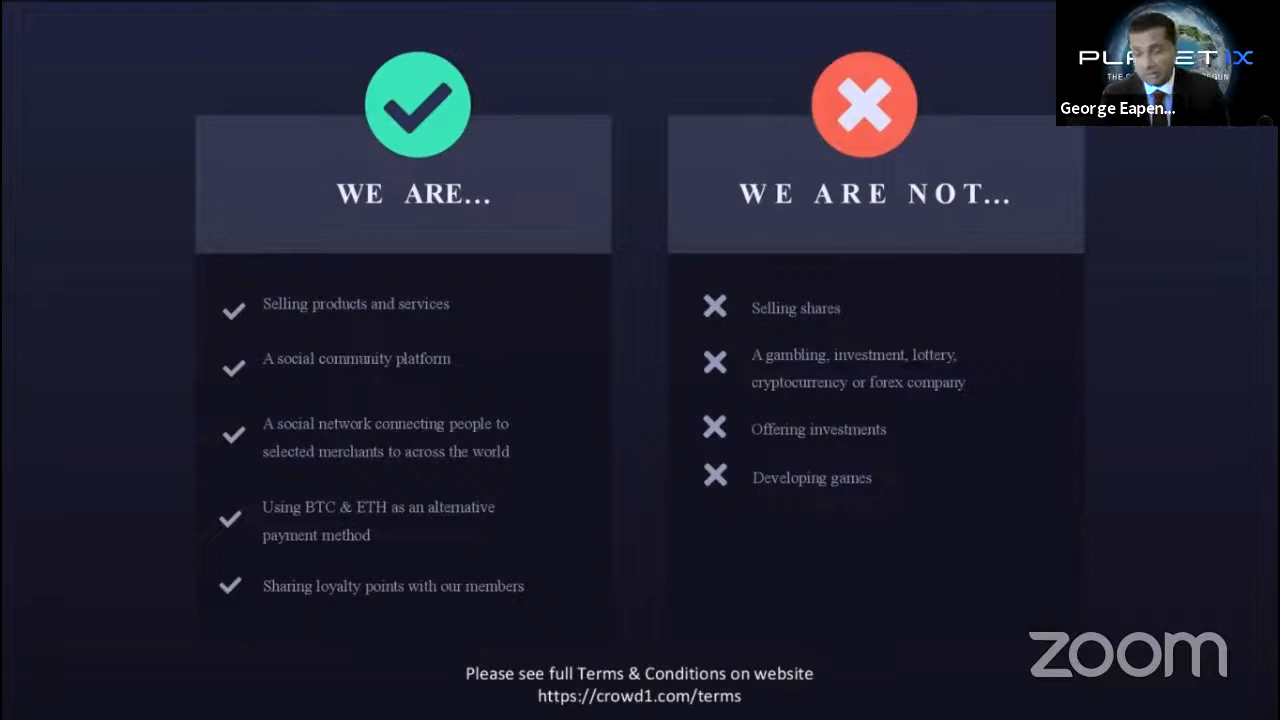 PLANET IX
George Eapen...
WE ARE...
Selling products and services
A social community platform
A social network connecting people to
selected merchants to across the world
Using BTC & ETH as an alternative
payment method
Sharing loyalty points with our members
WE ARE NOT...
Selling shares
A gambling, investment, lottery,
cryptocurrency or forex company
Offering investments
Developing games
Please see full Terms & Conditions on website
https://crowd1.com/terms
zoom